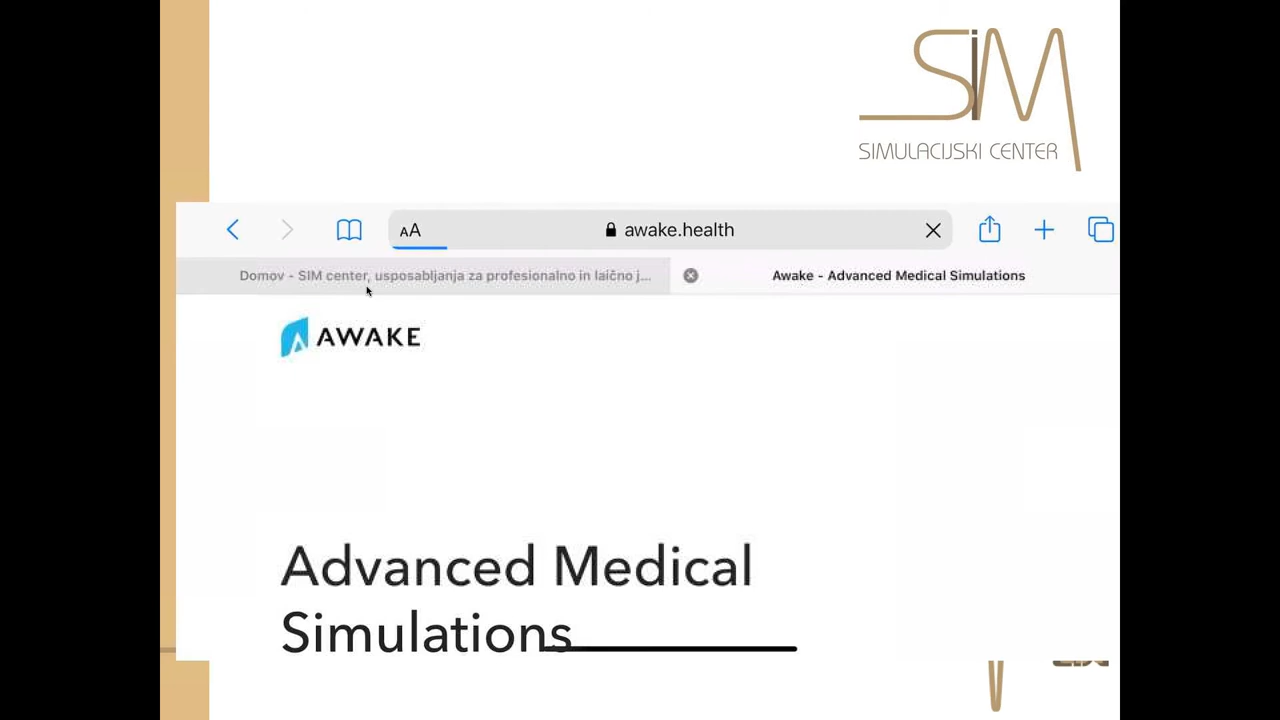 SiM
SIMULACIJSKI CENTER
AA
awake.health
Domov - SIM center, usposabljanja za profesionalno in laično j...
Awake - Advanced Medical Simulations
AWAKE
Advanced Medical
Simulations